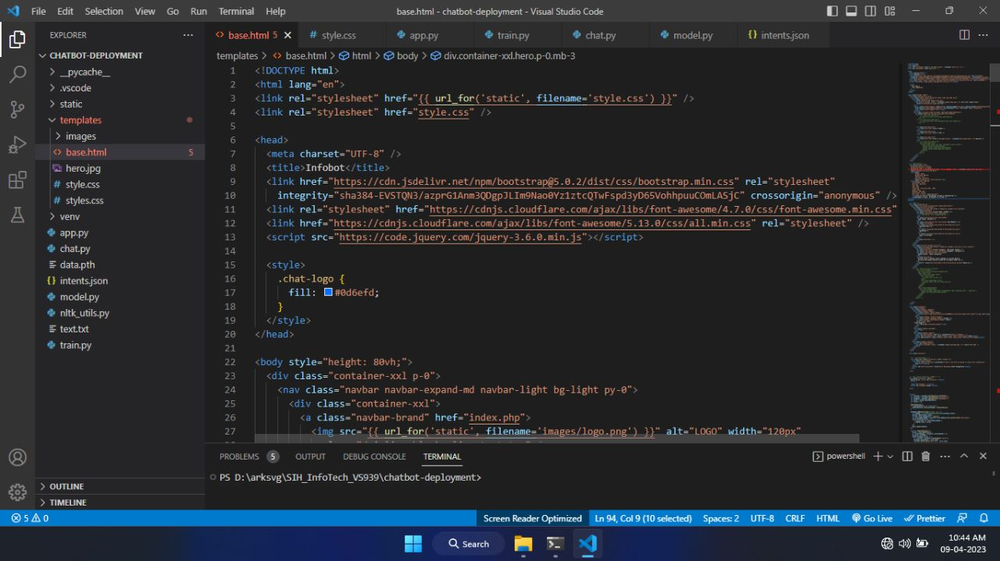 File Edit Selection View Go Run Terminal Help base.html - chatbot-deployment - Visual Studio Code
EXPLORER
CHATBOT-DEPLOYMENT
__pycache__
.vscode
static
templates
images
base.html 5
hero.jpg
style.css
styles.css
venv
app.py
chat.py
data.pth
intents.json
model.py
nltk_utils.py
text.txt
train.py
OUTLINE
TIMELINE
base.html 5 style.css app.py train.py chat.py model.py intents.json
templates > base.html > html > body > div.container-xxl.hero.p-0.mb-3
1 <!DOCTYPE html>
2 <html lang="en">
3 <link rel="stylesheet" href="{{ url_for('static', filename='style.css') }}" />
4 <link rel="stylesheet" href="style.css" />
5
6 <head>
7 <meta charset="UTF-8" />
8 <title>Infobot</title>
9 <link href="https://cdn.jsdelivr.net/npm/bootstrap@5.0.2/dist/css/bootstrap.min.css" rel="stylesheet"
10 integrity="sha384-EVSTQN3/azprG1Anm3QDgpJLIm9Nao0Yz1ztcQTwFspd3yD65VohhpuuCOmLASjC" crossorigin="anonymous" />
11 <link rel="stylesheet" href="https://cdnjs.cloudflare.com/ajax/libs/font-awesome/4.7.0/css/font-awesome.min.css"
12 <link href="https://cdnjs.cloudflare.com/ajax/libs/font-awesome/5.13.0/css/all.min.css" rel="stylesheet" />
13 <script src="https://code.jquery.com/jquery-3.6.0.min.js"></script>
14
15 <style>
16 .chat-logo {
17 fill: #0d6efd;
18 }
19 </style>
20 </head>
21
22 <body style="height: 80vh;">
23 <div class="container-xxl p-0">
24 <nav class="navbar navbar-expand-md navbar-light bg-light py-0">
25 <div class="container-xxl">
26 <a class="navbar-brand" href="index.php">
27 <img src="{{ url_for('static', filename='images/logo.png') }}" alt="LOGO" width="120px"
PROBLEMS 5 OUTPUT DEBUG CONSOLE TERMINAL powershell
PS D:\arksvg\SIH_InfoTech_VS939\chatbot-deployment>
5 0 Screen Reader Optimized Ln 94, Col 9 (10 selected) Spaces: 2 UTF-8 CRLF HTML Go Live Prettier
Search
10:44 AM
09-04-2023